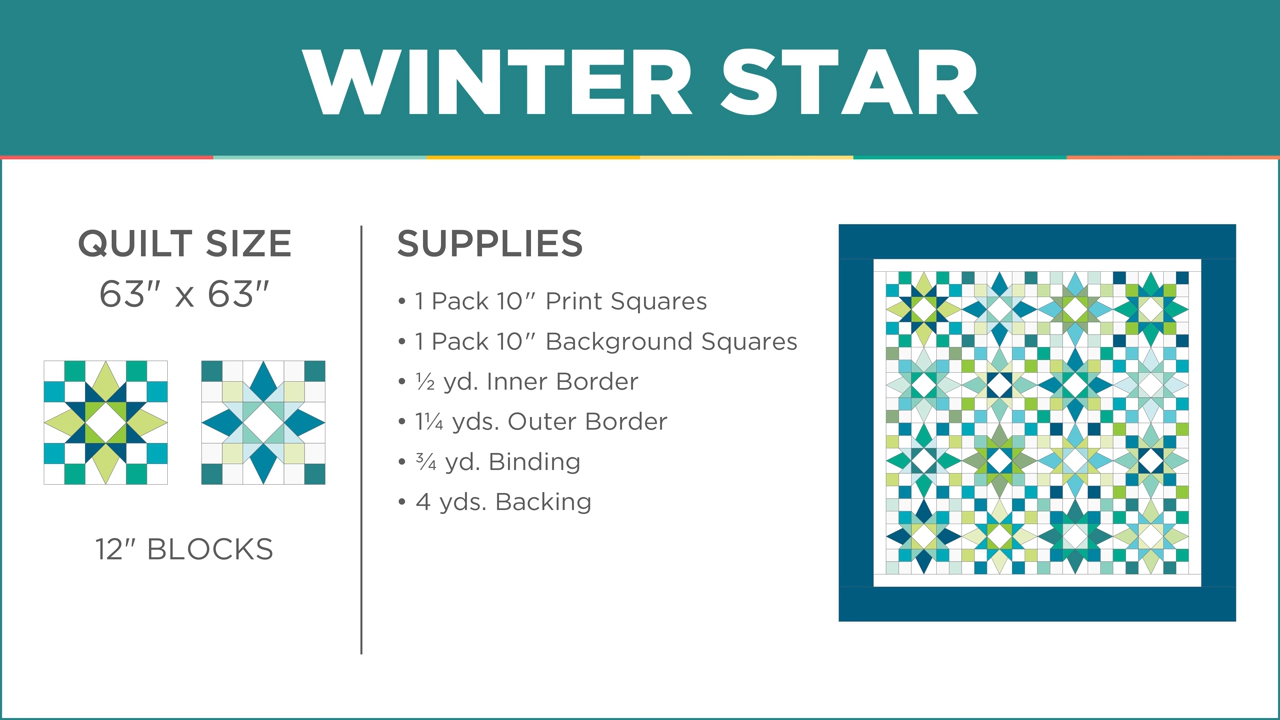 WINTER STAR
QUILT SIZE
63" x 63"
12" BLOCKS
SUPPLIES
• 1 Pack 10" Print Squares
• 1 Pack 10" Background Squares
• ½ yd. Inner Border
• 1¼ yds. Outer Border
• ¾ yd. Binding
• 4 yds. Backing